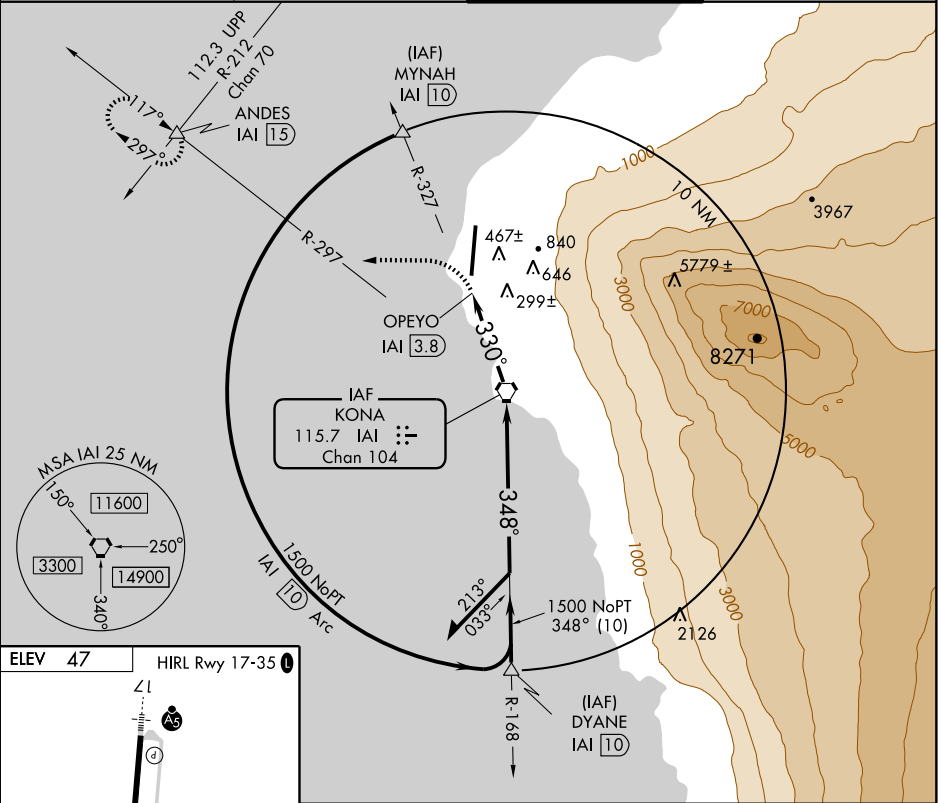 112.3 UPP
R-212
Chan 70
(IAF)
MYNAH
IAI 10
117°
297°
ANDES
IAI 15
R-327
R-297
1000
10 NM
3967
467±
840
646
299±
5779±
3000
7000
8271
OPEYO
IAI 3.8
330°
IAF
KONA
115.7 IAI
Chan 104
5000
MSA IAI 25 NM
150°
11600
3300
250°
14900
340°
348°
1500 NoPT
IAI 10 Arc
213°
033°
1500 NoPT
348° (10)
1000
3000
2126
R-168
(IAF)
DYANE
IAI 10
ELEV 47
HIRL Rwy 17-35 L
17
A5
P